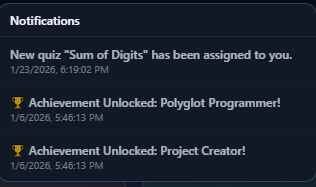 Notifications
New quiz "Sum of Digits" has been assigned to you.
1/23/2026, 6:19:02 PM
🏆 Achievement Unlocked: Polyglot Programmer!
1/6/2026, 5:46:13 PM
🏆 Achievement Unlocked: Project Creator!
1/6/2026, 5:46:13 PM